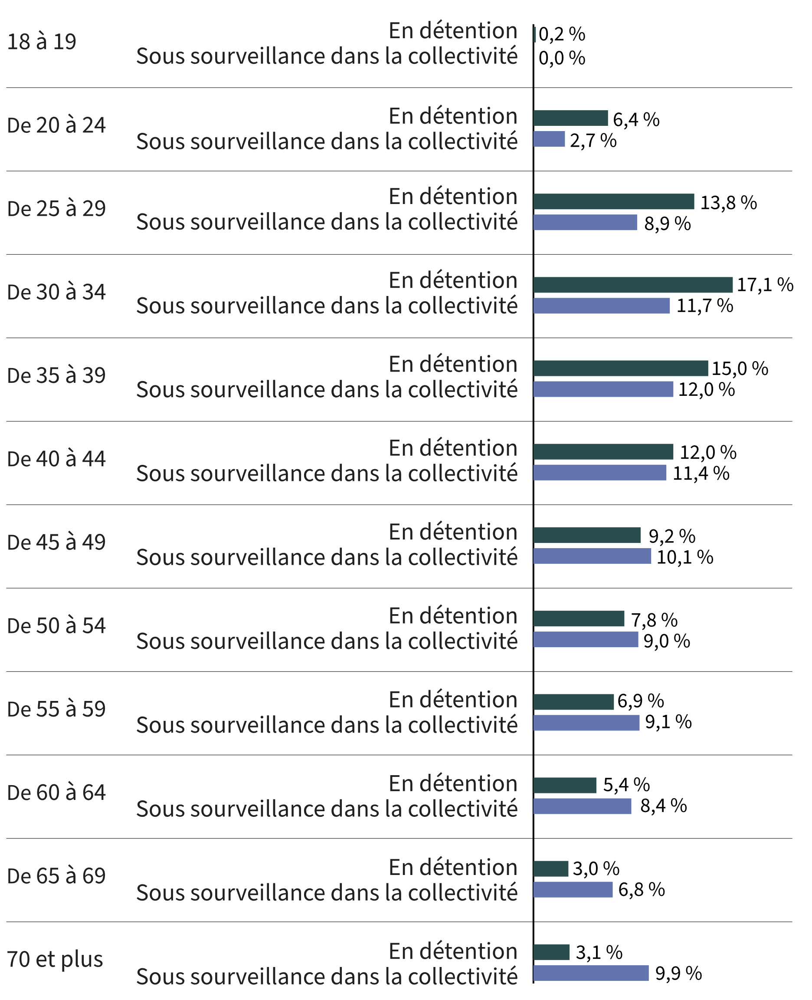 18 à 19
En détention 0,2 %
Sous sourveillance dans la collectivité 0,0 %
De 20 à 24
En détention 6,4 %
Sous sourveillance dans la collectivité 2,7 %
De 25 à 29
En détention 13,8 %
Sous sourveillance dans la collectivité 8,9 %
De 30 à 34
En détention 17,1 %
Sous sourveillance dans la collectivité 11,7 %
De 35 à 39
En détention 15,0 %
Sous sourveillance dans la collectivité 12,0 %
De 40 à 44
En détention 12,0 %
Sous sourveillance dans la collectivité 11,4 %
De 45 à 49
En détention 9,2 %
Sous sourveillance dans la collectivité 10,1 %
De 50 à 54
En détention 7,8 %
Sous sourveillance dans la collectivité 9,0 %
De 55 à 59
En détention 6,9 %
Sous sourveillance dans la collectivité 9,1 %
De 60 à 64
En détention 5,4 %
Sous sourveillance dans la collectivité 8,4 %
De 65 à 69
En détention 3,0 %
Sous sourveillance dans la collectivité 6,8 %
70 et plus
En détention 3,1 %
Sous sourveillance dans la collectivité 9,9 %